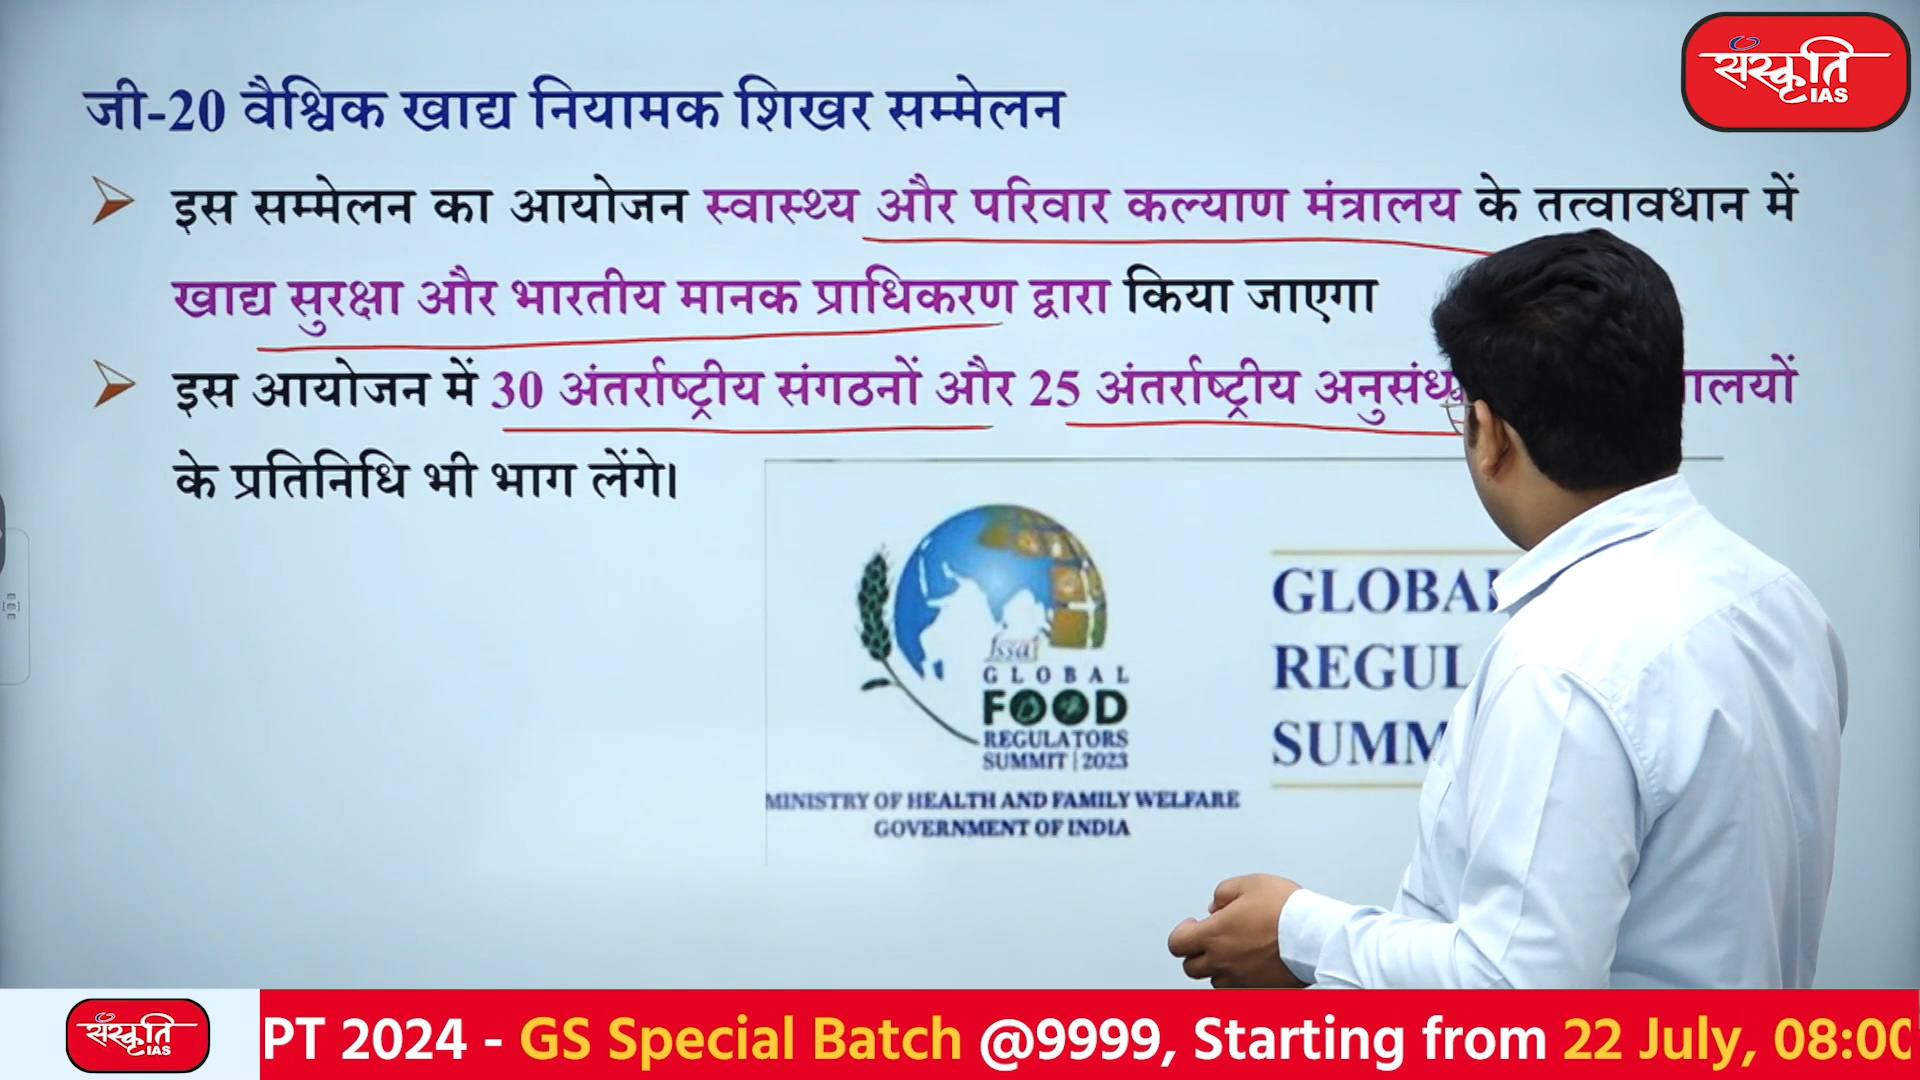 संस्कृति
IAS
जी-20 वैश्विक खाद्य नियामक शिखर सम्मेलन
इस सम्मेलन का आयोजन स्वास्थ्य और परिवार कल्याण मंत्रालय के तत्वावधान में
खाद्य सुरक्षा और भारतीय मानक प्राधिकरण द्वारा किया जाएगा
इस आयोजन में 30 अंतर्राष्ट्रीय संगठनों और 25 अंतर्राष्ट्रीय
के प्रतिनिधि भी भाग लेंगे।
fssai
GLOBAL
FOOD
REGULATORS
SUMMIT | 2023
MINISTRY OF HEALTH AND FAMILY WELFARE
GOVERNMENT OF INDIA
संस्कृति
IAS
PT 2024 - GS Special Batch @9999, Starting from 22 July, 08:00